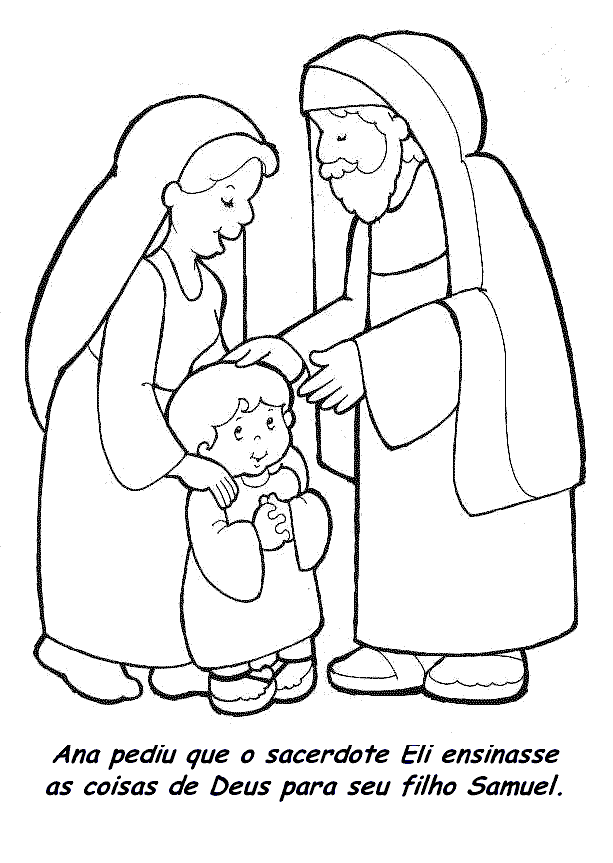 Ana pediu que o sacerdote Eli ensinasse
as coisas de Deus para seu filho Samuel.